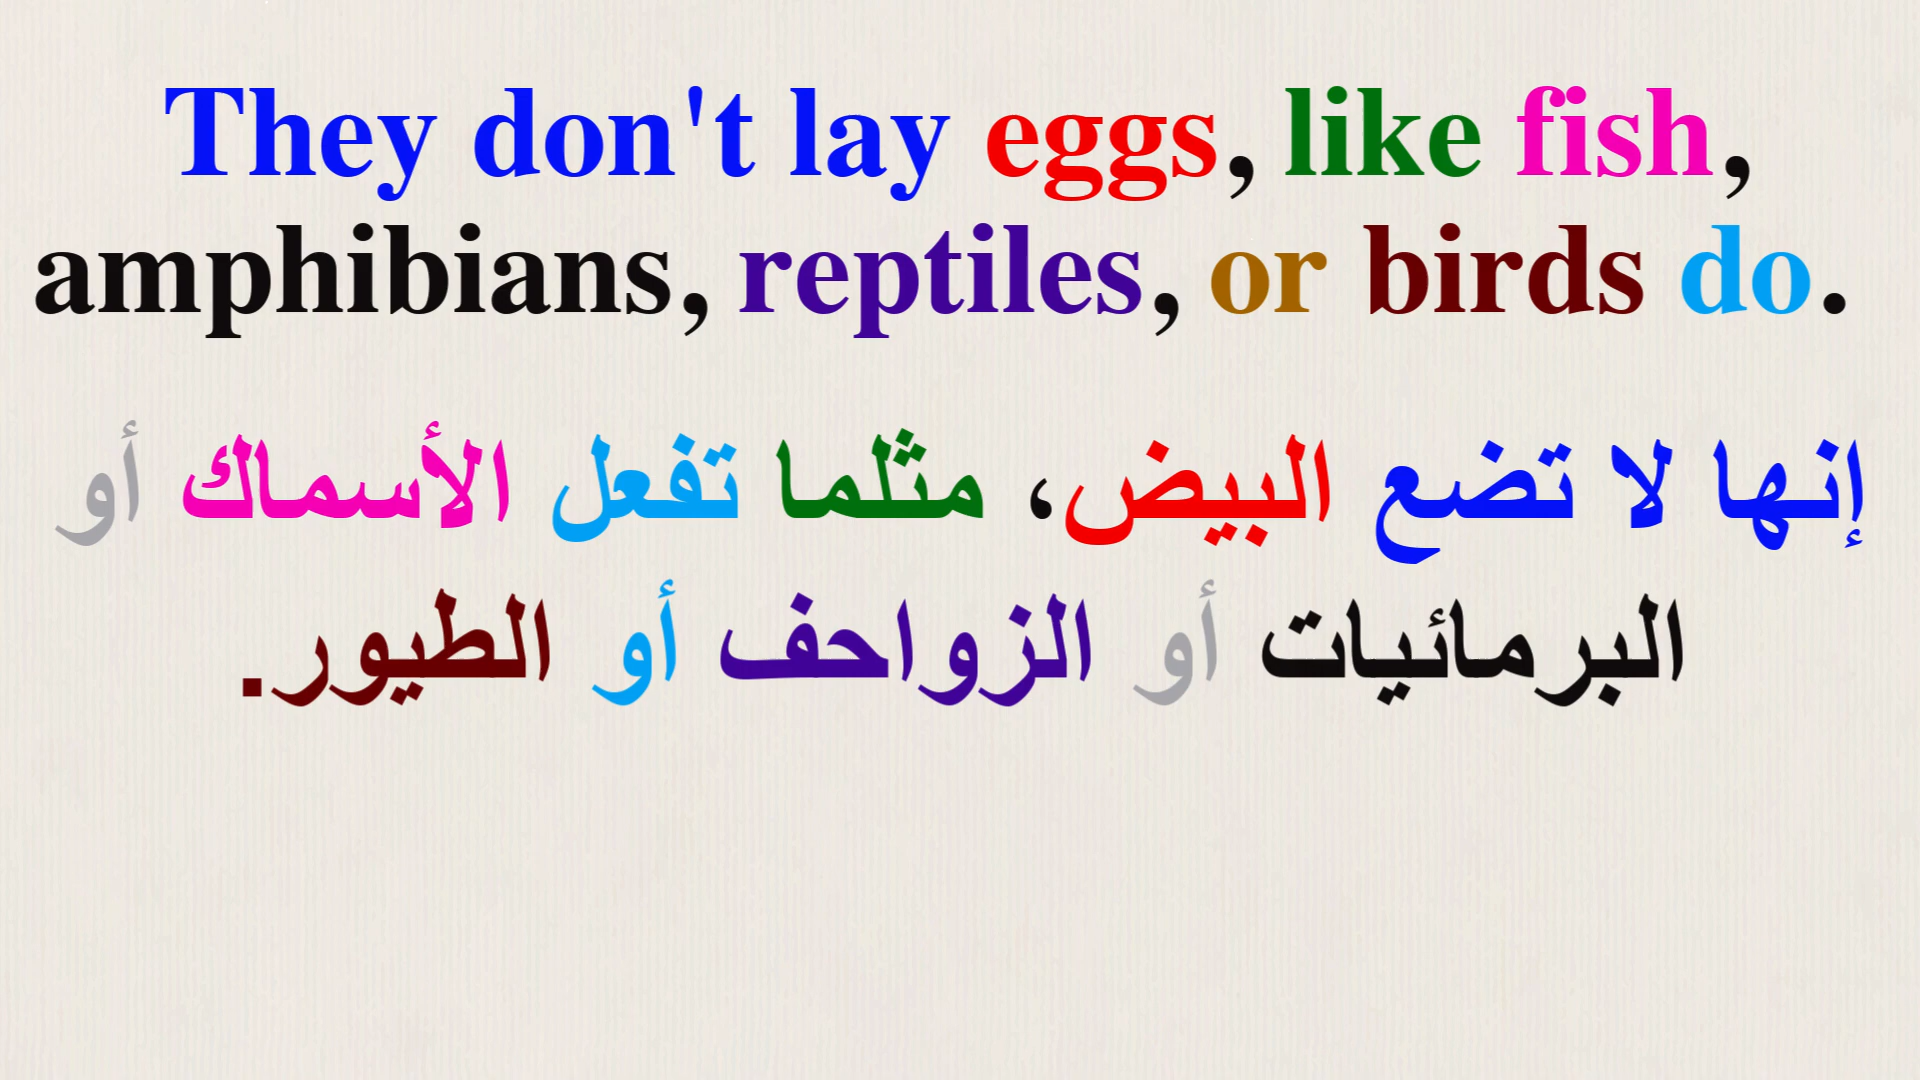 They don't lay eggs, like fish,
amphibians, reptiles, or birds do.
إنها لا تضع البيض، مثلما تفعل الأسماك أو
البرمائيات أو الزواحف أو الطيور.